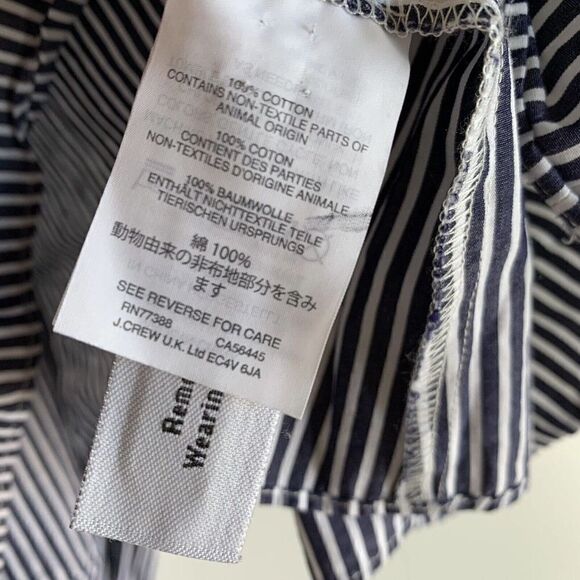 100% COTTON
CONTAINS NON-TEXTILE PARTS OF
ANIMAL ORIGIN
100% COTON
CONTIENT DES PARTIES
NON-TEXTILES D'ORIGINE ANIMALE
100% BAUMWOLLE
ENTHÄLT NICHTTEXTILE TEILE
TIERISCHEN URSPRUNGS
綿 100%
動物由来の非布地部分を含み
ます
SEE REVERSE FOR CARE
RN77388 CA56445
J.CREW U.K. Ltd EC4V 6JA